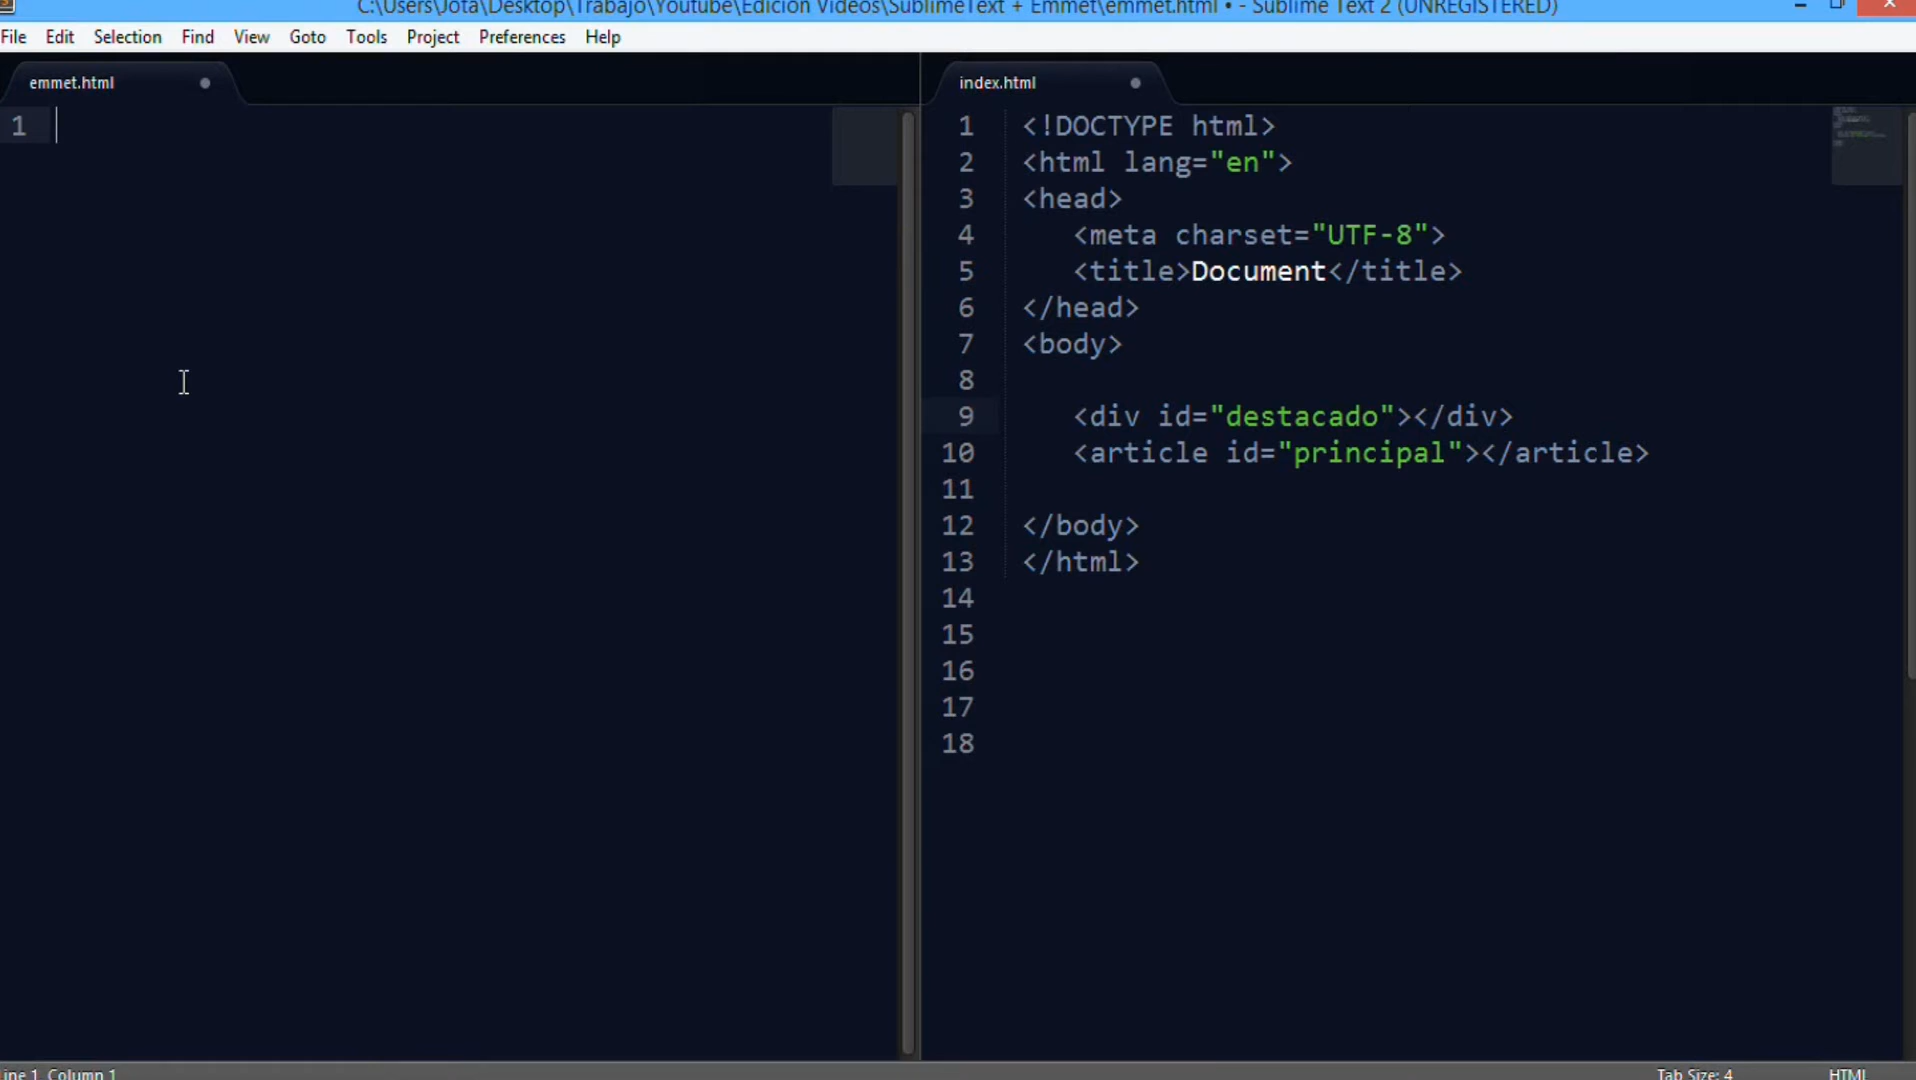 C:\Users\Jota\Desktop\Trabajo\Youtube\Edicion Videos\SublimeText + Emmet\emmet.html • - Sublime Text 2 (UNREGISTERED)
File Edit Selection Find View Goto Tools Project Preferences Help
emmet.html
1
index.html
1 <!DOCTYPE html>
2 <html lang="en">
3 <head>
4 <meta charset="UTF-8">
5 <title>Document</title>
6 </head>
7 <body>
8
9 <div id="destacado"></div>
10 <article id="principal"></article>
11
12 </body>
13 </html>
14
15
16
17
18
ine 1, Column 1
Tab Size: 4 HTML